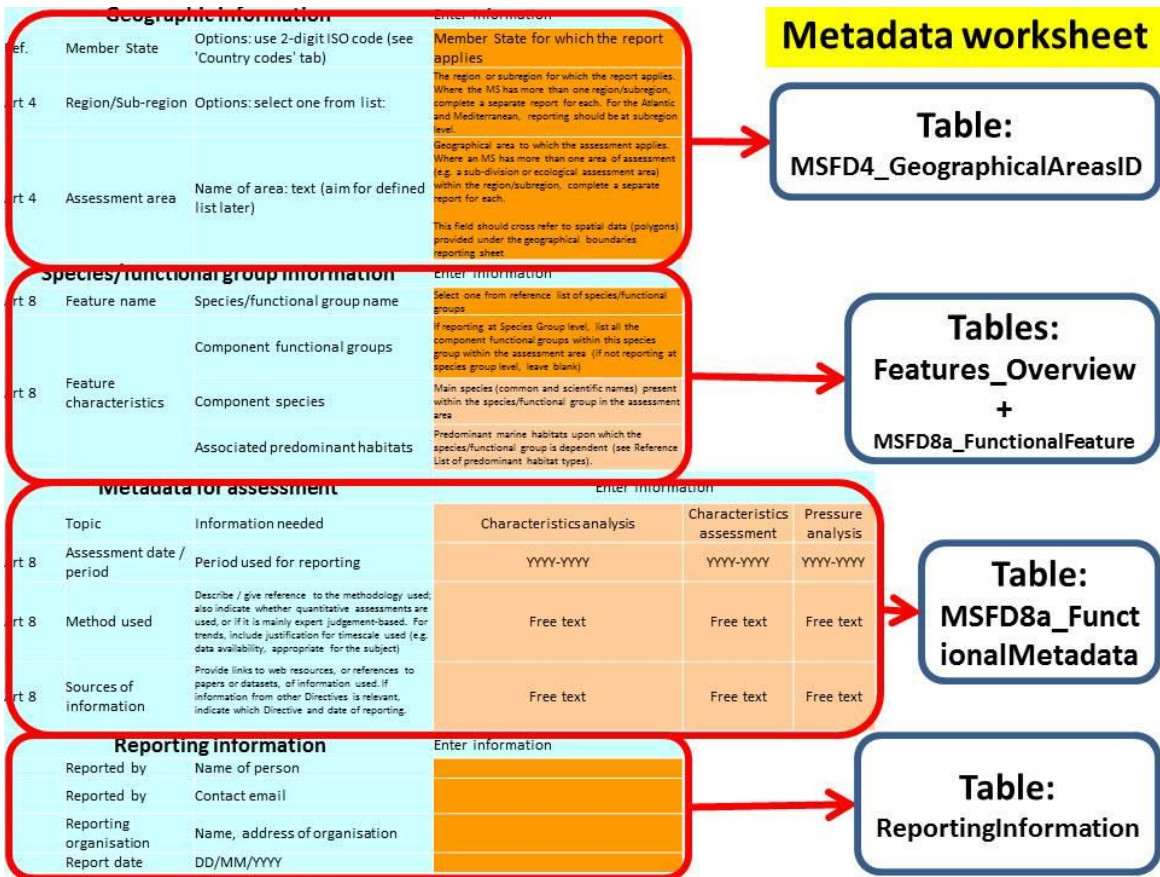 Geographic information Enter information
Metadata worksheet
Ref. Member State Options: use 2-digit ISO code (see
'Country codes' tab)
Member State for which the report
applies
Art 4 Region/Sub-region Options: select one from list:
The region or subregion for which the report applies.
Where the MS has more than one region/subregion,
complete a separate report for each. For the Atlantic
and Mediterranean, reporting should be at subregion
level.
Table:
MSFD4_GeographicalAreasID
Art 4 Assessment area Name of area: text (aim for defined
list later)
Geographical area to which the assessment applies.
Where an MS has more than one area of assessment
(e.g. a sub-division or ecological assessment area)
within the region/subregion, complete a separate
report for each.
This field should cross refer to spatial data (polygons)
provided under the geographical boundaries
reporting sheet
Species/functional group information Enter information
Art 8 Feature name Species/functional group name
Select one from reference list of species/functional
groups
Component functional groups
If reporting at Species Group level, list all the
component functional groups within this species
group within the assessment area (if not reporting at
species group level, leave blank)
Art 8 Feature
characteristics
Component species
Main species (common and scientific names) present
within the species/functional group in the assessment
area
Associated predominant habitats
Predominant marine habitats upon which the
species/functional group is dependent (see Reference
List of predominant habitat types).
Tables:
Features_Overview
+
MSFD8a_FunctionalFeature
Metadata for assessment Enter information
Topic Information needed Characteristics analysis Characteristics
assessment
Pressure
analysis
Art 8 Assessment date /
period
Period used for reporting YYYY-YYYY YYYY-YYYY YYYY-YYYY
Art 8 Method used
Describe / give reference to the methodology used;
also indicate whether quantitative assessments are
used, or if it is mainly expert judgement-based. For
trends, include justification for timescale used (e.g.
data availability, appropriate for the subject)
Free text Free text Free text
Art 8 Sources of
information
Provide links to web resources, or references to
papers or datasets, of information used. If
information from other Directives is relevant,
indicate which Directive and date of reporting.
Free text Free text Free text
Table:
MSFD8a_Funct
ionalMetadata
Reporting information Enter information
Reported by Name of person
Reported by Contact email
Reporting
organisation
Name, address of organisation
Report date DD/MM/YYYY
Table:
ReportingInformation